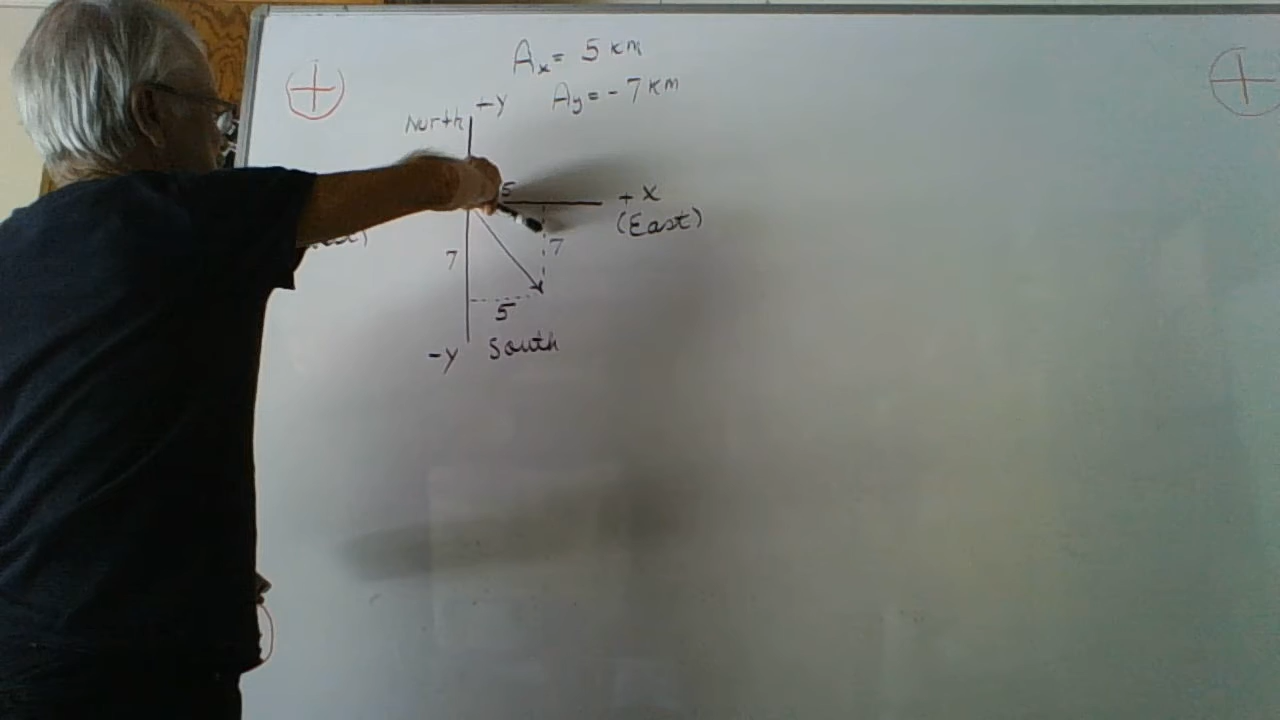 Ax = 5 km
Ay = - 7 km
North +y
5
+ x
(East)
7
7
5
-y South